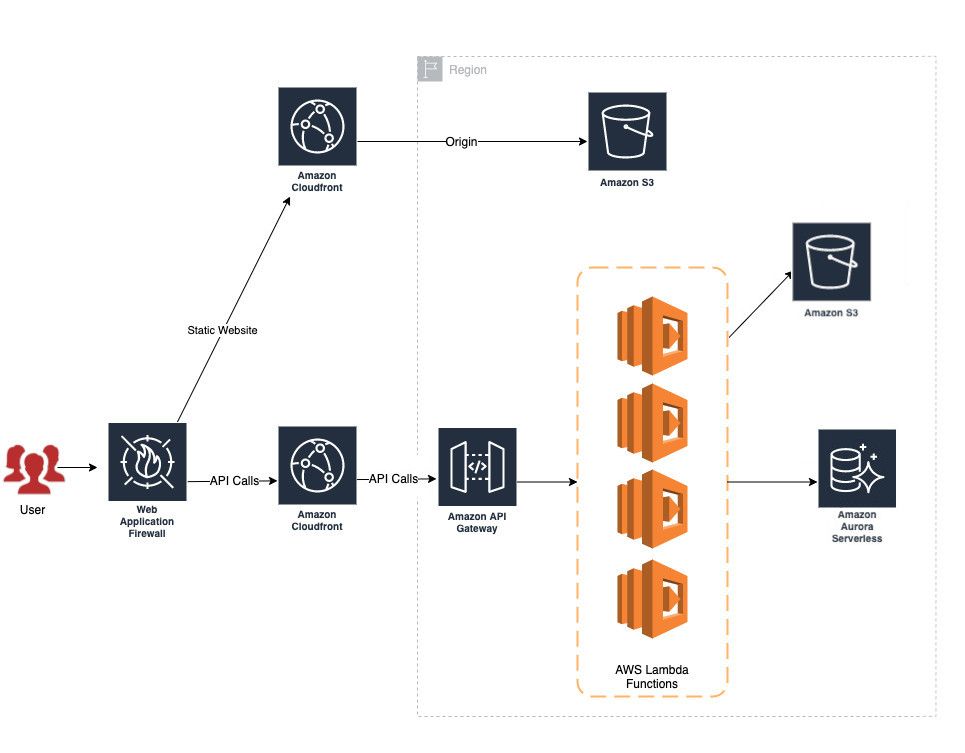 Region
Amazon
Cloudfront
Origin
Amazon S3
Amazon S3
Static Website
User
Web
Application
Firewall
API Calls
Amazon
Cloudfront
API Calls
Amazon API
Gateway
AWS Lambda
Functions
Amazon
Aurora
Serverless